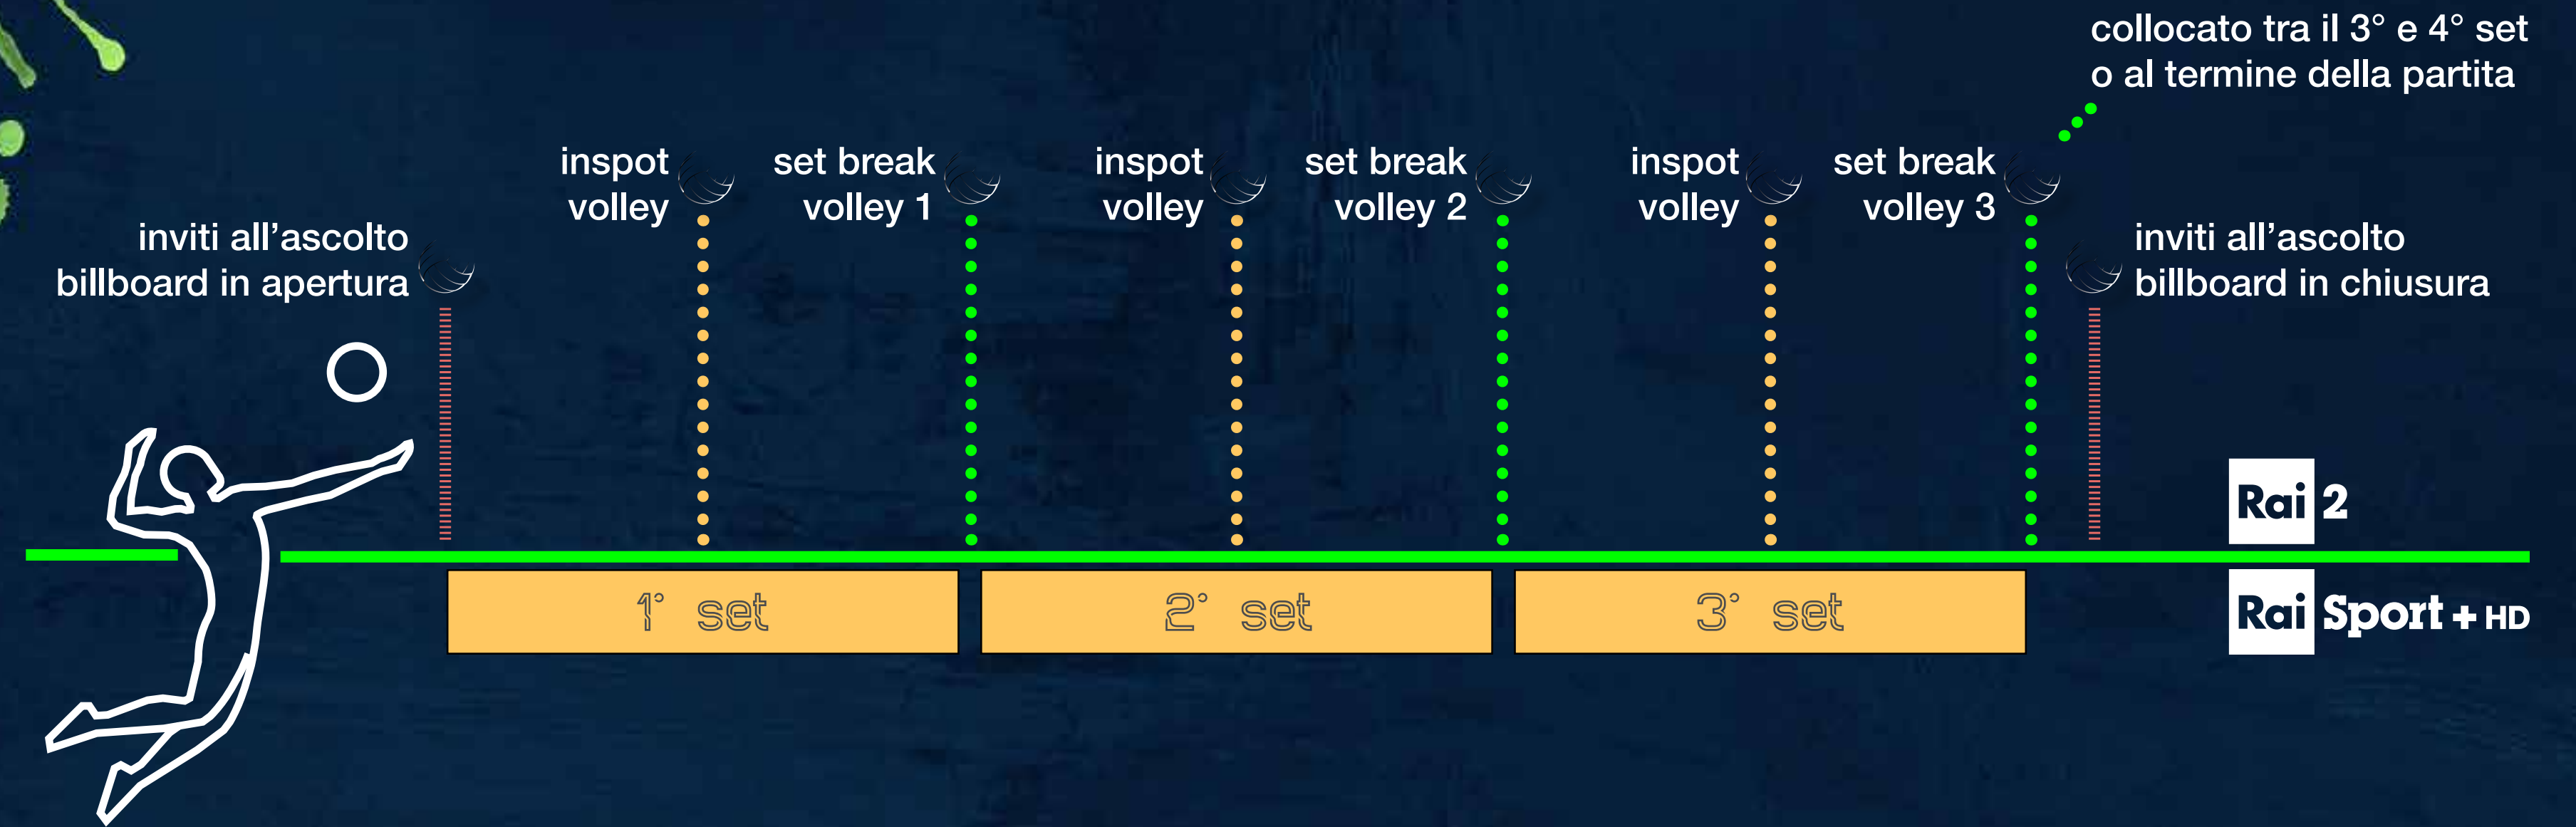 collocato tra il 3° e 4° set
o al termine della partita
inspot
volley
set break
volley 1
inspot
volley
set break
volley 2
inspot
volley
set break
volley 3
inviti all’ascolto
billboard in apertura
inviti all’ascolto
billboard in chiusura
Rai 2
1° set
2° set
3° set
Rai Sport + HD